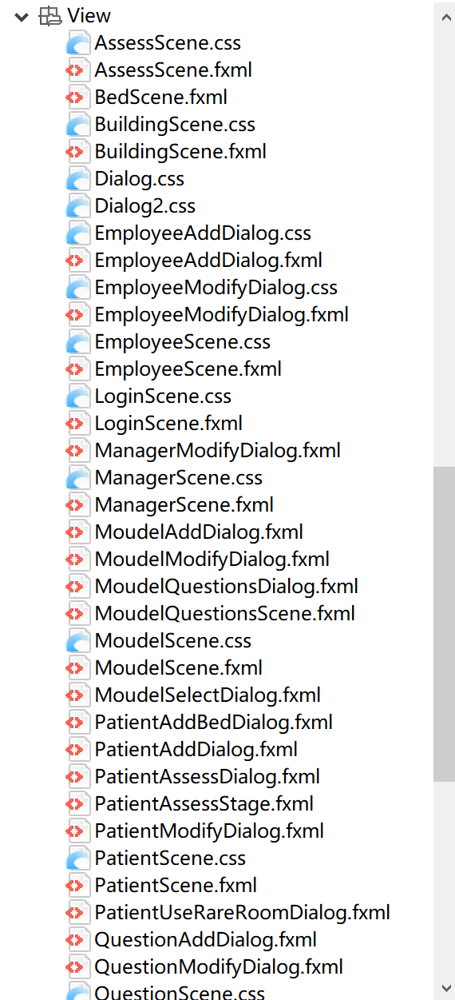 View
AssessScene.css
AssessScene.fxml
BedScene.fxml
BuildingScene.css
BuildingScene.fxml
Dialog.css
Dialog2.css
EmployeeAddDialog.css
EmployeeAddDialog.fxml
EmployeeModifyDialog.css
EmployeeModifyDialog.fxml
EmployeeScene.css
EmployeeScene.fxml
LoginScene.css
LoginScene.fxml
ManagerModifyDialog.fxml
ManagerScene.css
ManagerScene.fxml
MoudelAddDialog.fxml
MoudelModifyDialog.fxml
MoudelQuestionsDialog.fxml
MoudelQuestionsScene.fxml
MoudelScene.css
MoudelScene.fxml
MoudelSelectDialog.fxml
PatientAddBedDialog.fxml
PatientAddDialog.fxml
PatientAssessDialog.fxml
PatientAssessStage.fxml
PatientModifyDialog.fxml
PatientScene.css
PatientScene.fxml
PatientUseRareRoomDialog.fxml
QuestionAddDialog.fxml
QuestionModifyDialog.fxml
QuestionScene.css